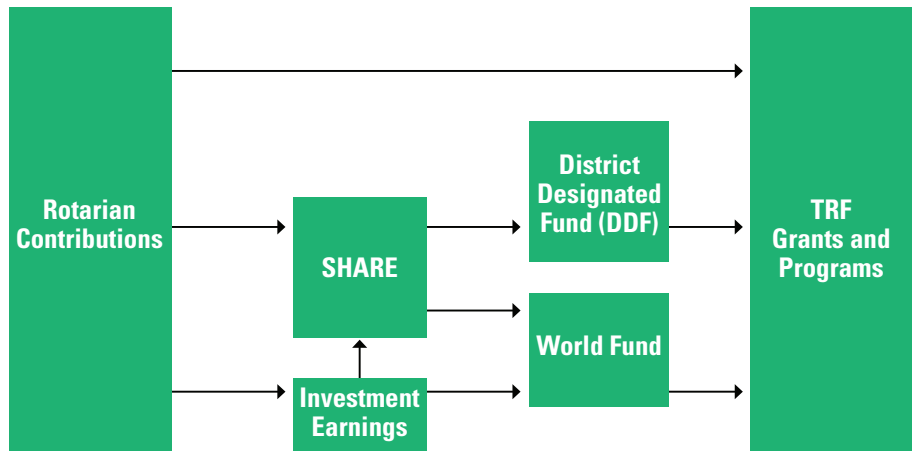 Rotarian
Contributions
SHARE
Investment
Earnings
District
Designated
Fund (DDF)
World Fund
TRF
Grants and
Programs